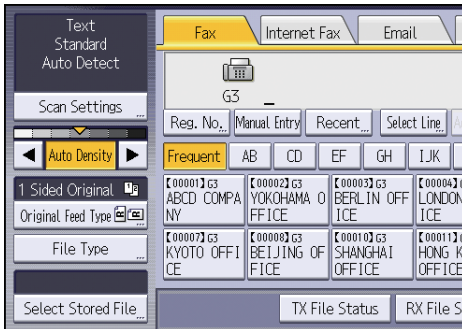 Text
Standard
Auto Detect
Scan Settings
Auto Density
1 Sided Original
Original Feed Type
File Type
Select Stored File
Fax
Internet Fax
Email
G3 _
Reg. No.
Manual Entry
Recent
Select Line
Frequent
AB
CD
EF
GH
IJK
【00001】G3
ABCD COMPA
NY
【00002】G3
YOKOHAMA O
FFICE
【00003】G3
BERLIN OFF
ICE
【00004】
LONDON
ICE
【00007】G3
KYOTO OFFI
CE
【00008】G3
BEIJING OF
FICE
【00010】G3
SHANGHAI
OFFICE
【00011】
HONG K
OFFICE
TX File Status
RX File S